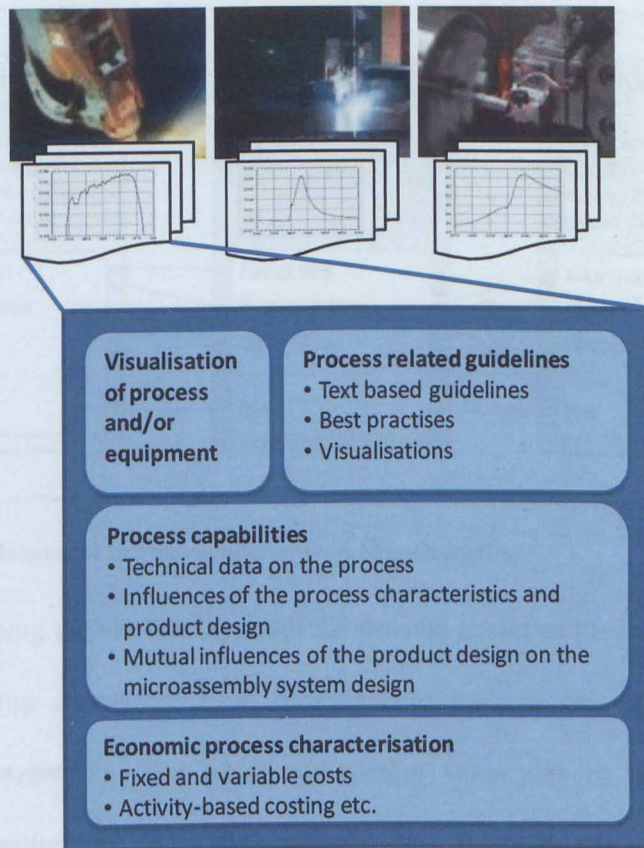 Visualisation
of process
and/or
equipment
Process related guidelines
• Text based guidelines
• Best practises
• Visualisations
Process capabilities
• Technical data on the process
• Influences of the process characteristics and
product design
• Mutual influences of the product design on the
microassembly system design
Economic process characterisation
• Fixed and variable costs
• Activity-based costing etc.